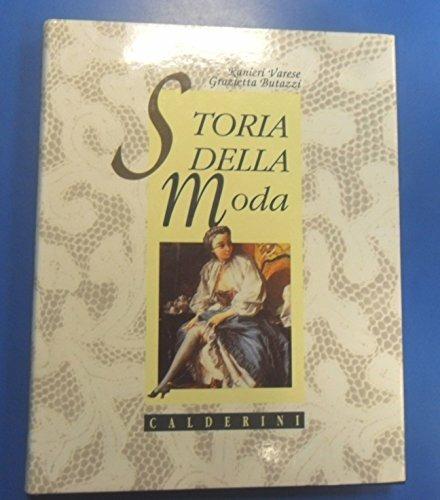 Ranieri Varese
Grazietta Butazzi
STORIA
DELLA
Moda
CALDERINI